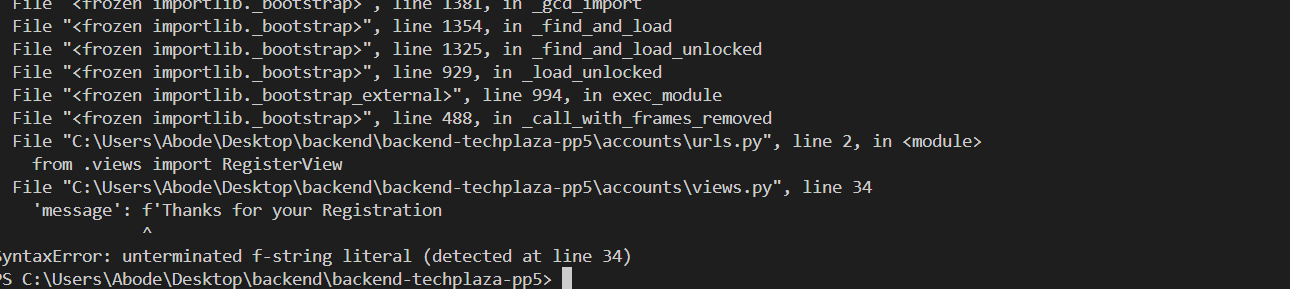 File "<frozen importlib._bootstrap>", line 1381, in _gcd_import
File "<frozen importlib._bootstrap>", line 1354, in _find_and_load
File "<frozen importlib._bootstrap>", line 1325, in _find_and_load_unlocked
File "<frozen importlib._bootstrap>", line 929, in _load_unlocked
File "<frozen importlib._bootstrap_external>", line 994, in exec_module
File "<frozen importlib._bootstrap>", line 488, in _call_with_frames_removed
File "C:\Users\Abode\Desktop\backend\backend-techplaza-pp5\accounts\urls.py", line 2, in <module>
from .views import RegisterView
File "C:\Users\Abode\Desktop\backend\backend-techplaza-pp5\accounts\views.py", line 34
'message': f'Thanks for your Registration
^
SyntaxError: unterminated f-string literal (detected at line 34)
PS C:\Users\Abode\Desktop\backend\backend-techplaza-pp5>